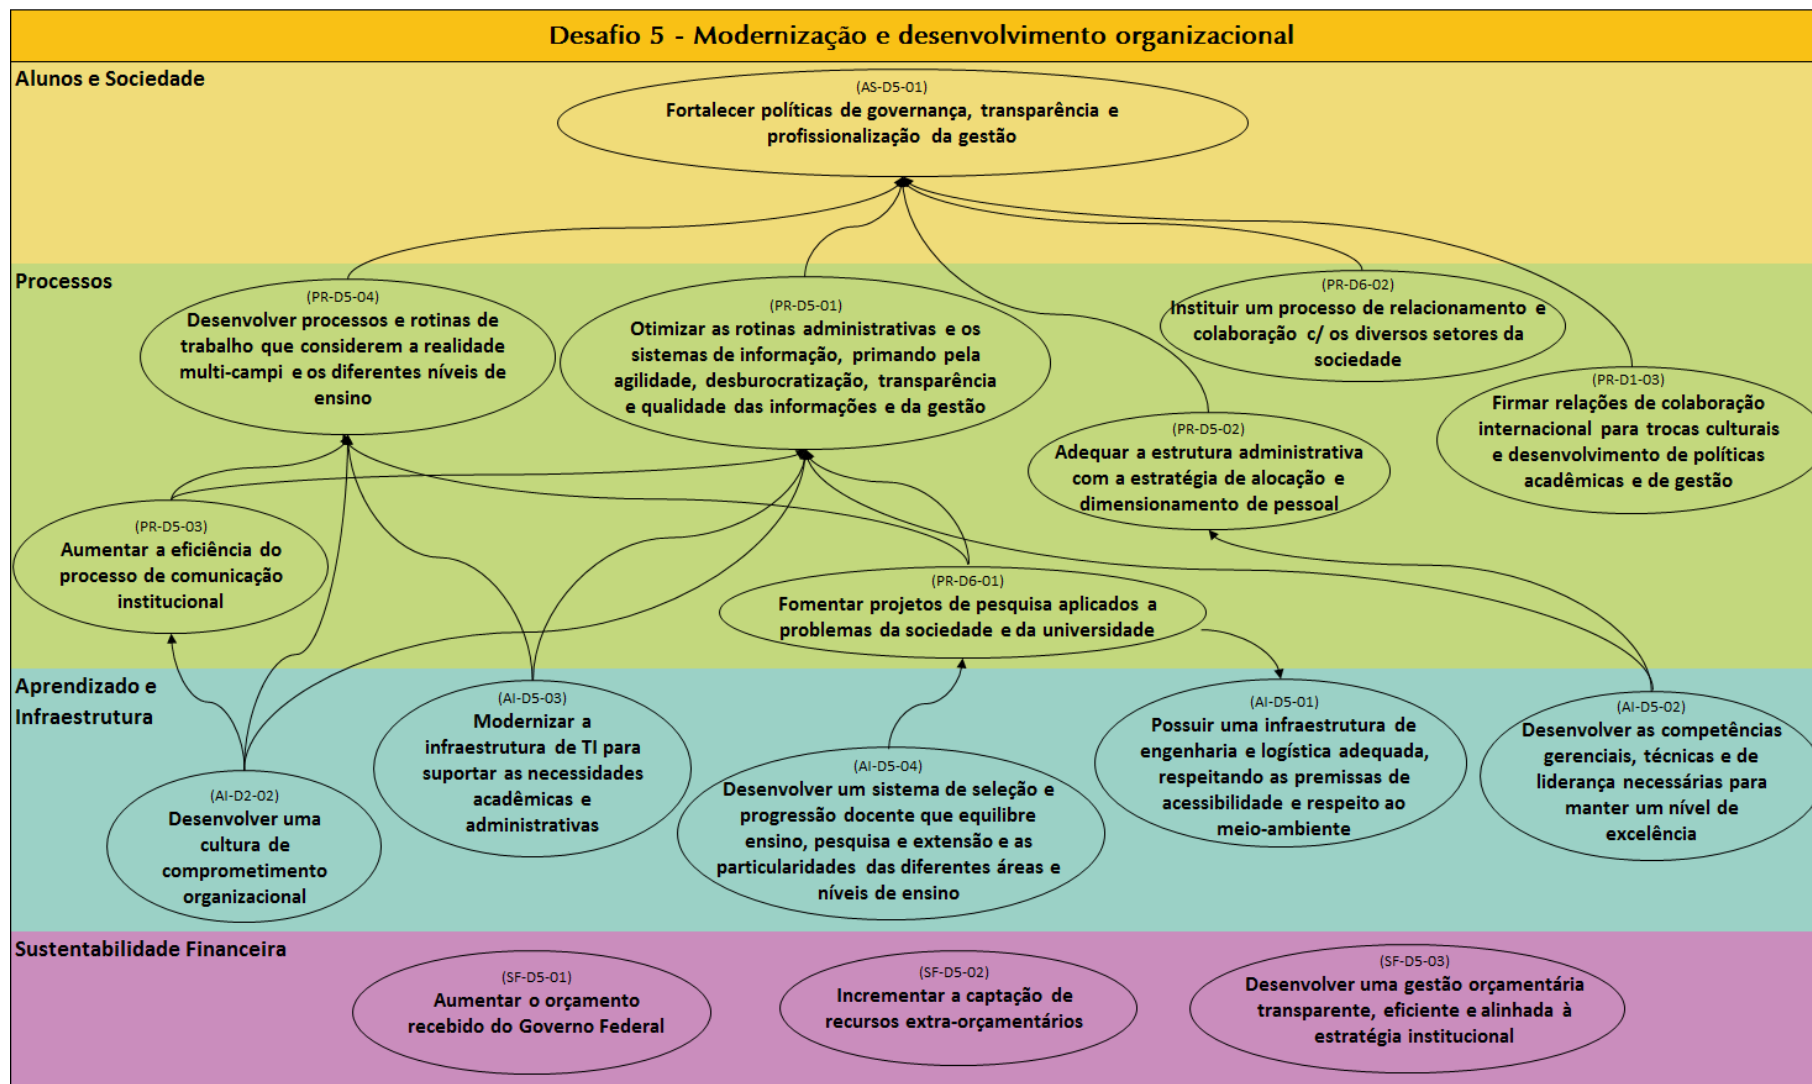 Desafio 5 - Modernização e desenvolvimento organizacional
Alunos e Sociedade
(AS-D5-01)
Fortalecer políticas de governança, transparência e
profissionalização da gestão
Processos
(PR-D5-04)
Desenvolver processos e rotinas de
trabalho que considerem a realidade
multi-campi e os diferentes níveis de
ensino
(PR-D5-01)
Otimizar as rotinas administrativas e os
sistemas de informação, primando pela
agilidade, desburocratização, transparência
e qualidade das informações e da gestão
(PR-D6-02)
Instituir um processo de relacionamento e
colaboração c/ os diversos setores da
sociedade
(PR-D1-03)
Firmar relações de colaboração
internacional para trocas culturais
e desenvolvimento de políticas
acadêmicas e de gestão
(PR-D5-02)
Adequar a estrutura administrativa
com a estratégia de alocação e
dimensionamento de pessoal
(PR-D5-03)
Aumentar a eficiência do
processo de comunicação
institucional
(PR-D6-01)
Fomentar projetos de pesquisa aplicados a
problemas da sociedade e da universidade
Aprendizado e
Infraestrutura
(AI-D2-02)
Desenvolver uma
cultura de
comprometimento
organizacional
(AI-D5-03)
Modernizar a
infraestrutura de TI para
suportar as necessidades
acadêmicas e
administrativas
(AI-D5-04)
Desenvolver um sistema de seleção e
progressão docente que equilibre
ensino, pesquisa e extensão e as
particularidades das diferentes áreas e
níveis de ensino
(AI-D5-01)
Possuir uma infraestrutura de
engenharia e logística adequada,
respeitando as premissas de
acessibilidade e respeito ao
meio-ambiente
(AI-D5-02)
Desenvolver as competências
gerenciais, técnicas e de
liderança necessárias para
manter um nível de
excelência
Sustentabilidade Financeira
(SF-D5-01)
Aumentar o orçamento
recebido do Governo Federal
(SF-D5-02)
Incrementar a captação de
recursos extra-orçamentários
(SF-D5-03)
Desenvolver uma gestão orçamentária
transparente, eficiente e alinhada à
estratégia institucional